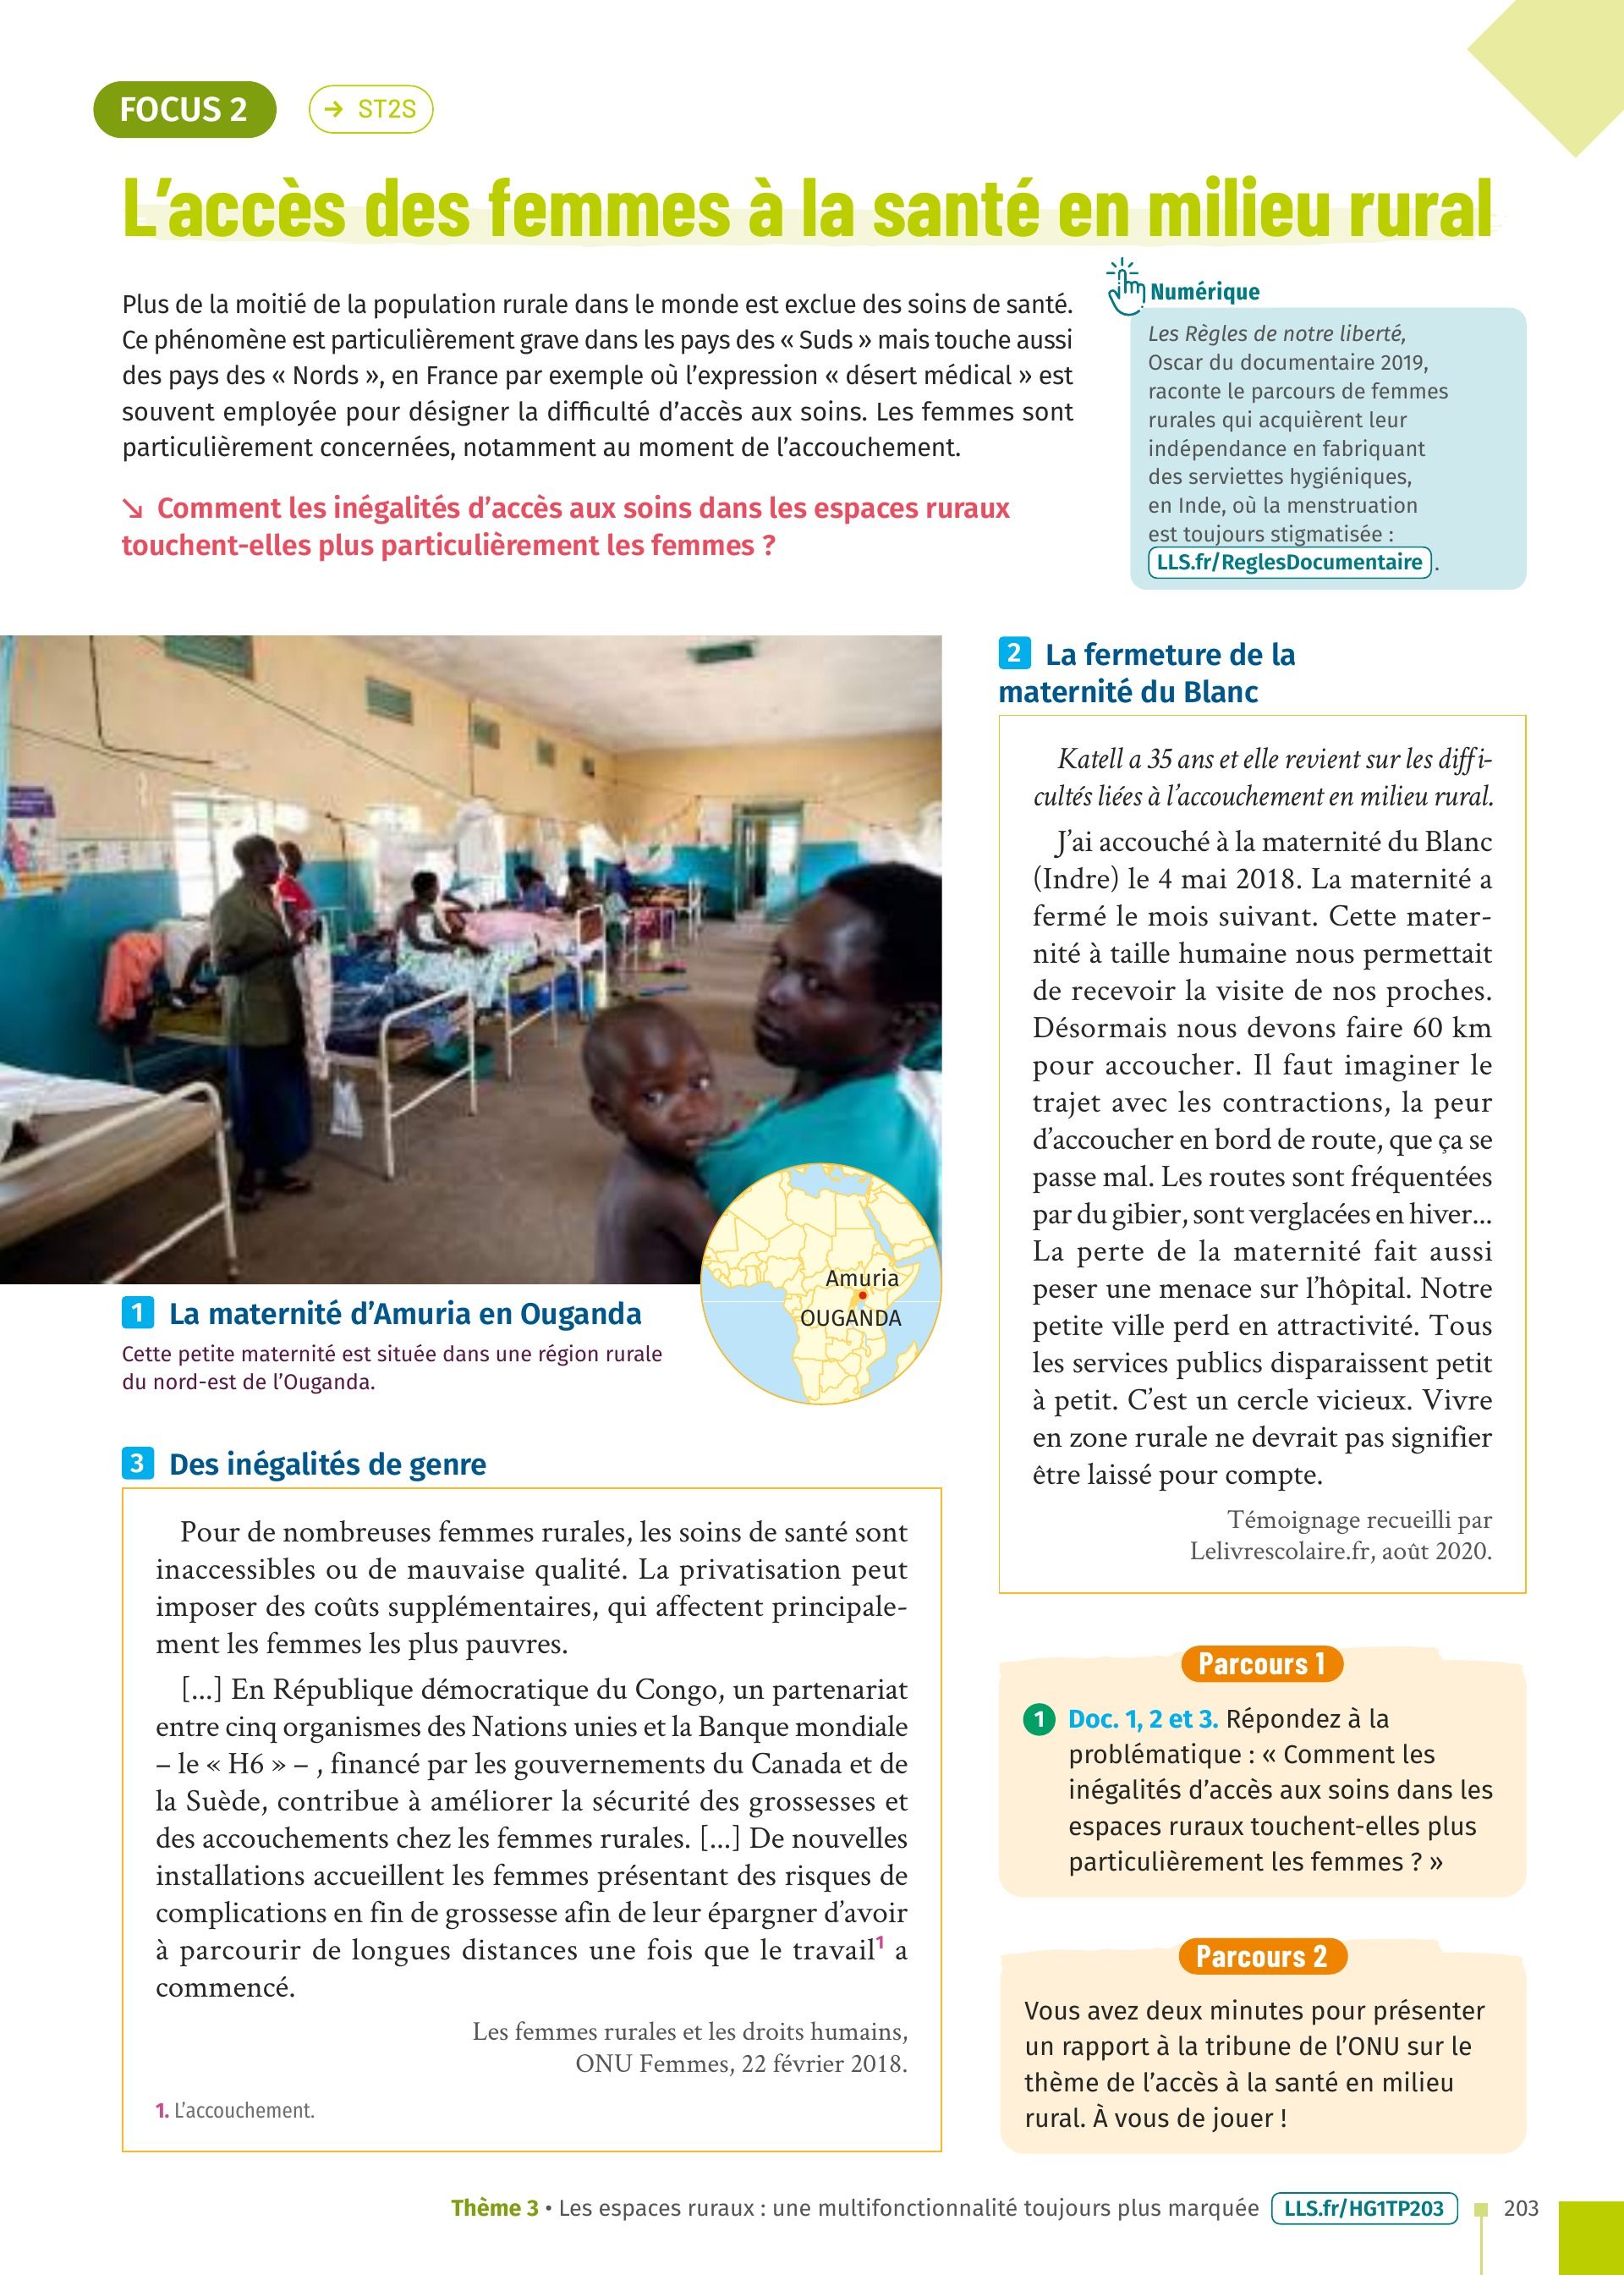 FOCUS 2
→ ST2S
L'accès des femmes à la santé en milieu rural
Plus de la moitié de la population rurale dans le monde est exclue des soins de santé.
Ce phénomène est particulièrement grave dans les pays des « Suds » mais touche aussi
des pays des « Nords », en France par exemple où l'expression « désert médical » est
souvent employée pour désigner la difficulté d'accès aux soins. Les femmes sont
particulièrement concernées, notamment au moment de l'accouchement.
↘ Comment les inégalités d'accès aux soins dans les espaces ruraux
touchent-elles plus particulièrement les femmes ?
Numérique
Les Règles de notre liberté,
Oscar du documentaire 2019,
raconte le parcours de femmes
rurales qui acquièrent leur
indépendance en fabriquant
des serviettes hygiéniques,
en Inde, où la menstruation
est toujours stigmatisée :
LLS.fr/ReglesDocumentaire .
Amuria
OUGANDA
1 La maternité d'Amuria en Ouganda
Cette petite maternité est située dans une région rurale
du nord-est de l'Ouganda.
2 La fermeture de la
maternité du Blanc
Katell a 35 ans et elle revient sur les diffi-
cultés liées à l'accouchement en milieu rural.
J'ai accouché à la maternité du Blanc
(Indre) le 4 mai 2018. La maternité a
fermé le mois suivant. Cette mater-
nité à taille humaine nous permettait
de recevoir la visite de nos proches.
Désormais nous devons faire 60 km
pour accoucher. Il faut imaginer le
trajet avec les contractions, la peur
d'accoucher en bord de route, que ça se
passe mal. Les routes sont fréquentées
par du gibier, sont verglacées en hiver...
La perte de la maternité fait aussi
peser une menace sur l'hôpital. Notre
petite ville perd en attractivité. Tous
les services publics disparaissent petit
à petit. C'est un cercle vicieux. Vivre
en zone rurale ne devrait pas signifier
être laissé pour compte.
Témoignage recueilli par
Lelivrescolaire.fr, août 2020.
3 Des inégalités de genre
Pour de nombreuses femmes rurales, les soins de santé sont
inaccessibles ou de mauvaise qualité. La privatisation peut
imposer des coûts supplémentaires, qui affectent principale-
ment les femmes les plus pauvres.
[...] En République démocratique du Congo, un partenariat
entre cinq organismes des Nations unies et la Banque mondiale
– le « H6 » – , financé par les gouvernements du Canada et de
la Suède, contribue à améliorer la sécurité des grossesses et
des accouchements chez les femmes rurales. [...] De nouvelles
installations accueillent les femmes présentant des risques de
complications en fin de grossesse afin de leur épargner d'avoir
à parcourir de longues distances une fois que le travail¹ a
commencé.
Les femmes rurales et les droits humains,
ONU Femmes, 22 février 2018.
1. L'accouchement.
Parcours 1
1 Doc. 1, 2 et 3. Répondez à la
problématique : « Comment les
inégalités d'accès aux soins dans les
espaces ruraux touchent-elles plus
particulièrement les femmes ? »
Parcours 2
Vous avez deux minutes pour présenter
un rapport à la tribune de l'ONU sur le
thème de l'accès à la santé en milieu
rural. À vous de jouer !
Thème 3 • Les espaces ruraux : une multifonctionnalité toujours plus marquée LLS.fr/HG1TP203 203